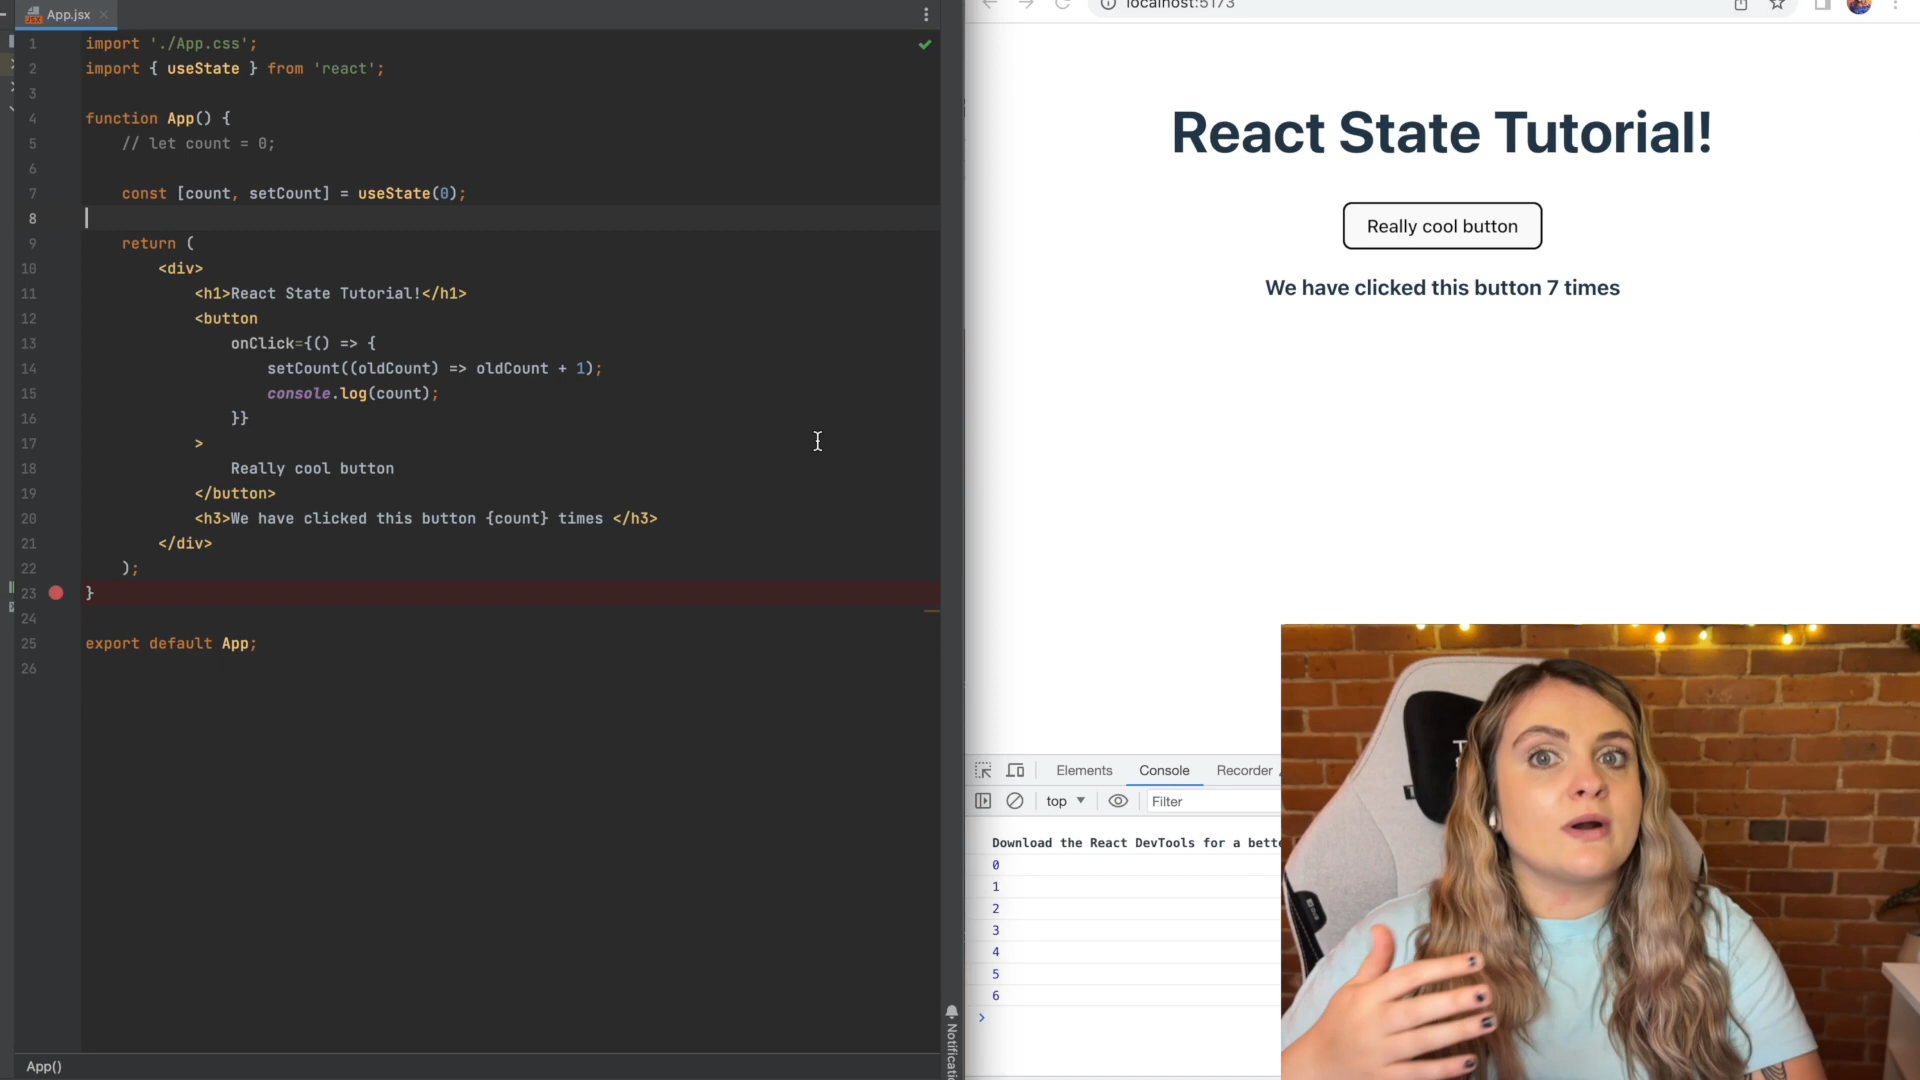 App.jsx
1 import './App.css';
2 import { useState } from 'react';
3
4 function App() {
5 // let count = 0;
6
7 const [count, setCount] = useState(0);
8
9 return (
10 <div>
11 <h1>React State Tutorial!</h1>
12 <button
13 onClick={() => {
14 setCount((oldCount) => oldCount + 1);
15 console.log(count);
16 }}
17 >
18 Really cool button
19 </button>
20 <h3>We have clicked this button {count} times </h3>
21 </div>
22 );
23 }
24
25 export default App;
26
App()
Notificati
localhost:5173
React State Tutorial!
Really cool button
We have clicked this button 7 times
Elements Console Recorder
top Filter
Download the React DevTools for a bett
0
1
2
3
4
5
6
>